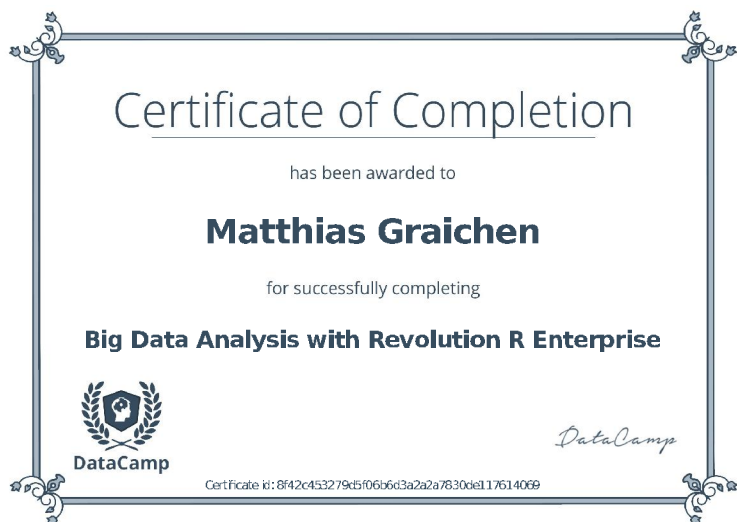 Certificate of Completion
has been awarded to
Matthias Graichen
for successfully completing
Big Data Analysis with Revolution R Enterprise
DataCamp
DataCamp
Certificate id: 8f42c453279d5f06b6d3a2a2a7830de117614069